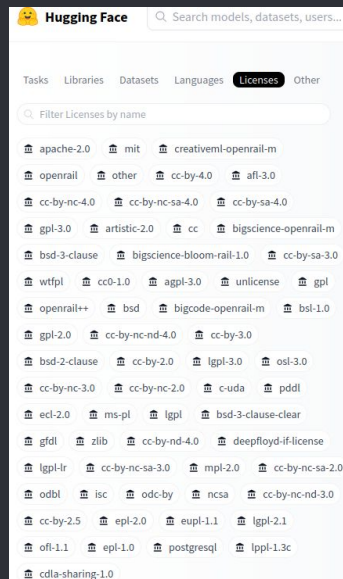 Hugging Face Search models, datasets, users...
Tasks Libraries Datasets Languages Licenses Other
Filter Licenses by name
apache-2.0 mit creativeml-openrail-m
openrail other cc-by-4.0 afl-3.0
cc-by-nc-4.0 cc-by-nc-sa-4.0 cc-by-sa-4.0
gpl-3.0 artistic-2.0 cc bigscience-openrail-m
bsd-3-clause bigscience-bloom-rail-1.0 cc-by-sa-3.0
wtfpl cc0-1.0 agpl-3.0 unlicense gpl
openrail++ bsd bigcode-openrail-m bsl-1.0
gpl-2.0 cc-by-nc-nd-4.0 cc-by-3.0
bsd-2-clause cc-by-2.0 lgpl-3.0 osl-3.0
cc-by-nc-3.0 cc-by-nc-2.0 c-uda pddl
ecl-2.0 ms-pl lgpl bsd-3-clause-clear
gfdl zlib cc-by-nd-4.0 deepfloyd-if-license
lgpl-lr cc-by-nc-sa-3.0 mpl-2.0 cc-by-nc-sa-2.0
odbl isc odc-by ncsa cc-by-nc-nd-3.0
cc-by-2.5 epl-2.0 eupl-1.1 lgpl-2.1
ofl-1.1 epl-1.0 postgresql lppl-1.3c
cdla-sharing-1.0